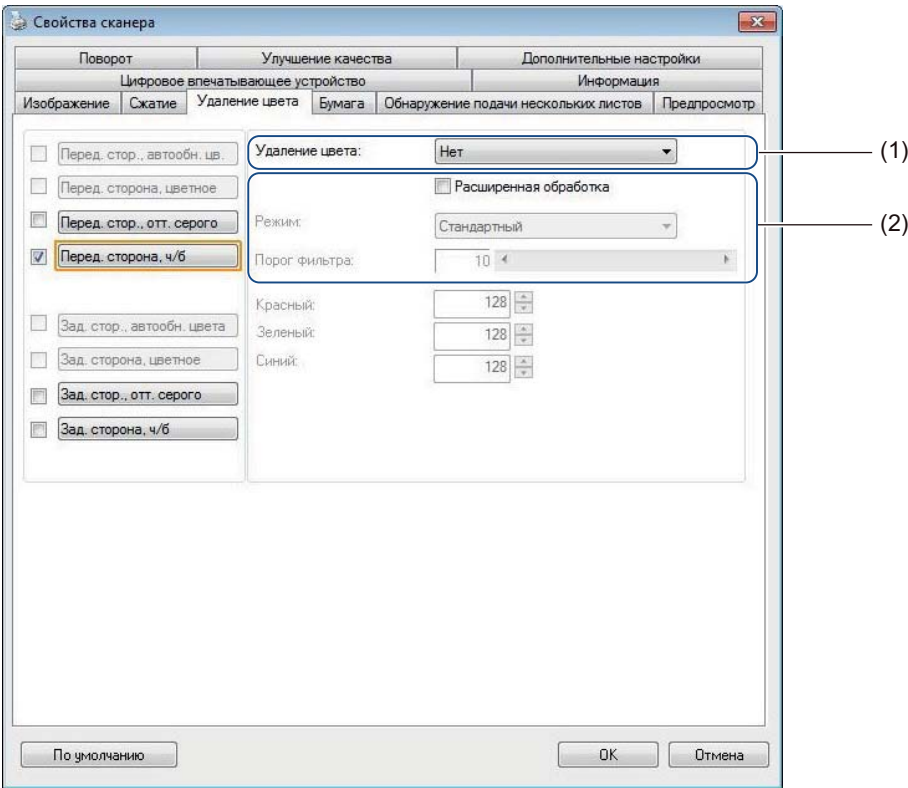 Свойства сканера
Поворот Улучшение качества Дополнительные настройки
Цифровое впечатывающее устройство Информация
Изображение Сжатие Удаление цвета Бумага Обнаружение подачи нескольких листов Предпросмотр
Перед. стор., автообн. цв. Удаление цвета: Нет (1)
Перед. сторона, цветное Расширенная обработка
Перед. стор., отт. серого Режим: Стандартный (2)
Перед. сторона, ч/б Порог фильтра: 10
Красный: 128
Зад. стор., автообн. цвета Зеленый: 128
Зад. сторона, цветное Синий: 128
Зад. стор., отт. серого
Зад. сторона, ч/б
По умолчанию OK Отмена